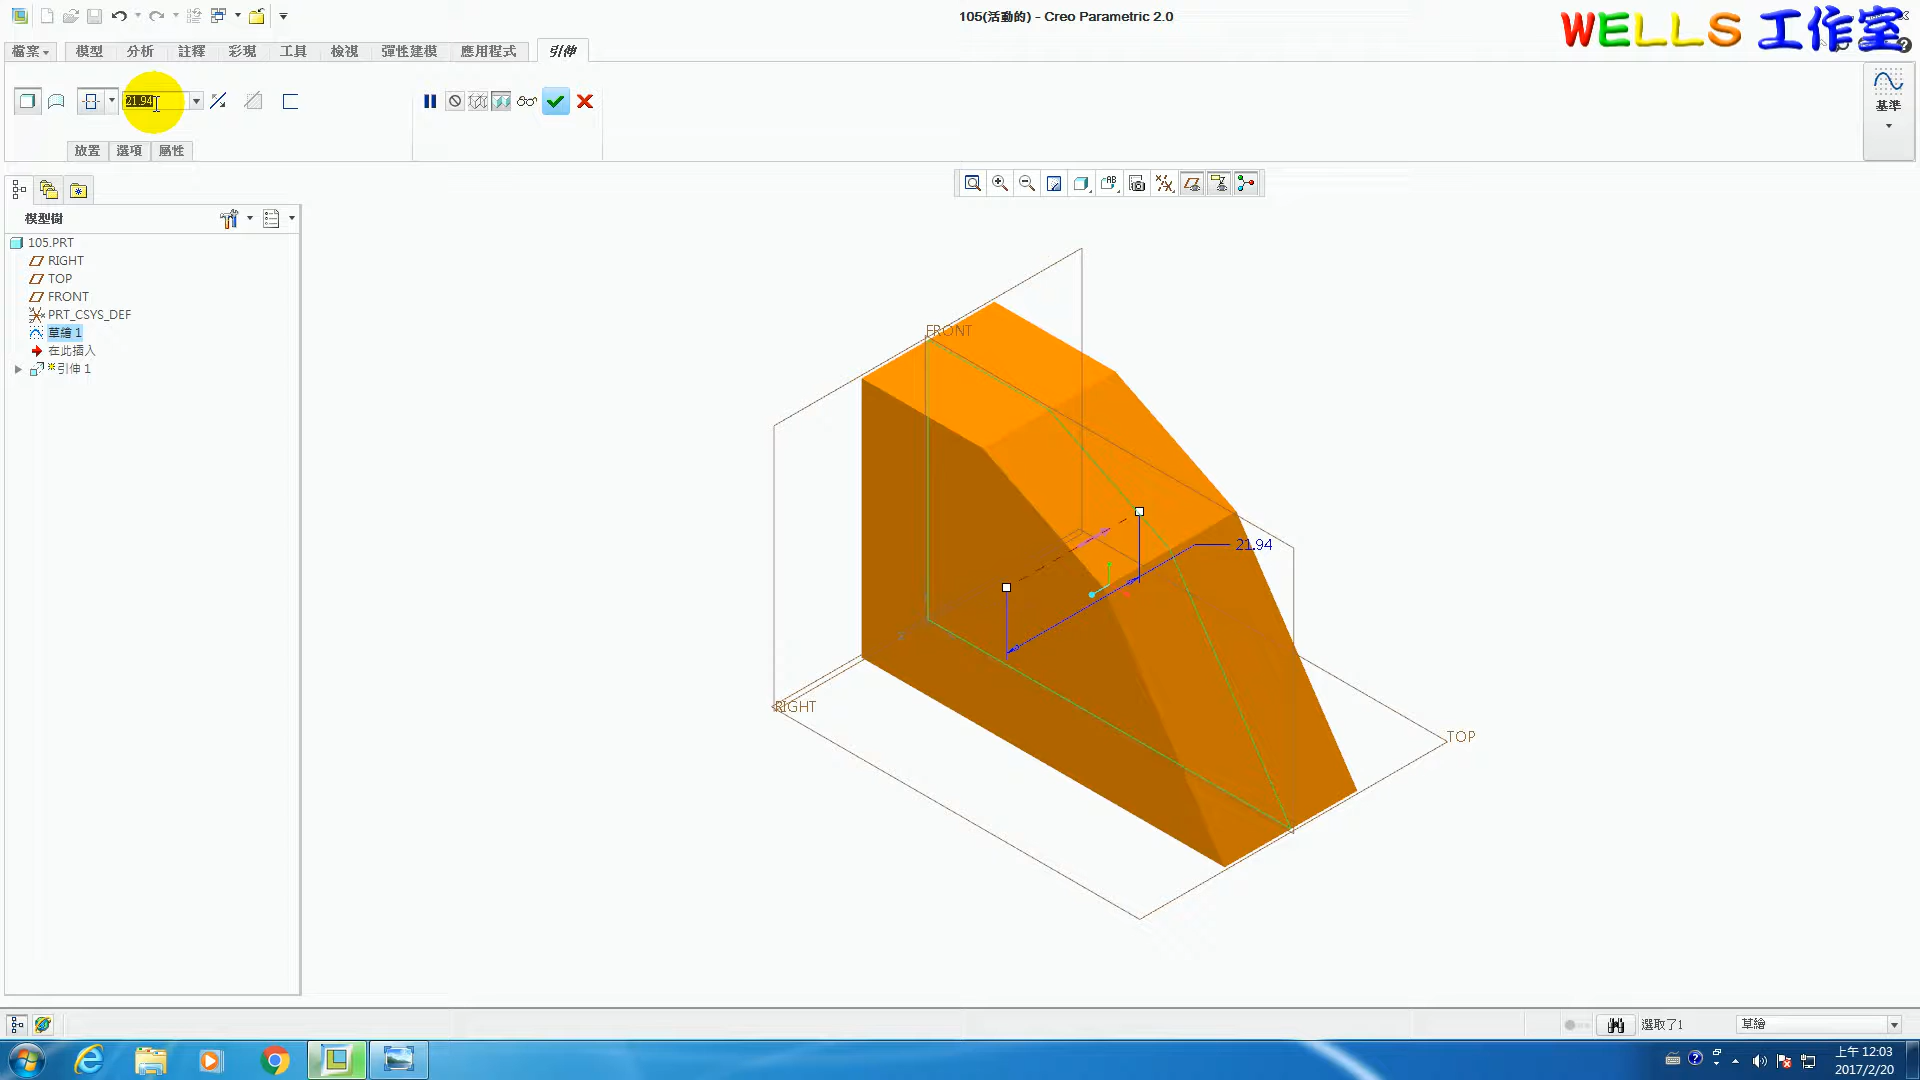 105(活動的) - Creo Parametric 2.0
WELLS 工作室
檔案 模型 分析 註釋 彩現 工具 檢視 彈性建模 應用程式 引伸
21.94
基準
放置 選項 屬性
模型樹
105.PRT
RIGHT
TOP
FRONT
PRT_CSYS_DEF
草繪 1
在此插入
引伸 1
FRONT
21.94
RIGHT
TOP
選取了1
草繪
上午 12:03
2017/2/20